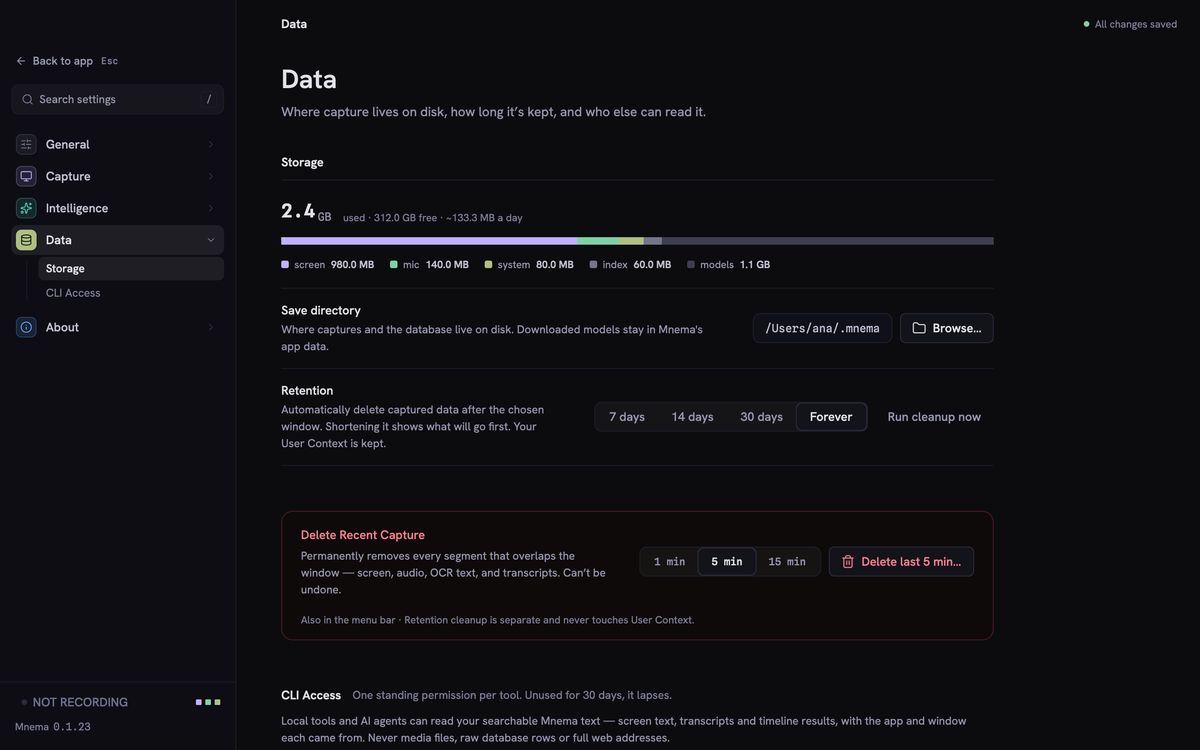 Data
All changes saved
Back to app Esc
Search settings /
General
Capture
Intelligence
Data
Storage
CLI Access
About
NOT RECORDING
Mnema 0.1.23
Data
Where capture lives on disk, how long it’s kept, and who else can read it.
Storage
2.4 GB used · 312.0 GB free · ~133.3 MB a day
screen 980.0 MB mic 140.0 MB system 80.0 MB index 60.0 MB models 1.1 GB
Save directory
Where captures and the database live on disk. Downloaded models stay in Mnema's
app data.
/Users/ana/.mnema
Browse…
Retention
Automatically delete captured data after the chosen
window. Shortening it shows what will go first. Your
User Context is kept.
7 days 14 days 30 days Forever Run cleanup now
Delete Recent Capture
Permanently removes every segment that overlaps the
window — screen, audio, OCR text, and transcripts. Can’t be
undone.
1 min 5 min 15 min Delete last 5 min…
Also in the menu bar · Retention cleanup is separate and never touches User Context.
CLI Access One standing permission per tool. Unused for 30 days, it lapses.
Local tools and AI agents can read your searchable Mnema text — screen text, transcripts and timeline results, with the app and window
each came from. Never media files, raw database rows or full web addresses.